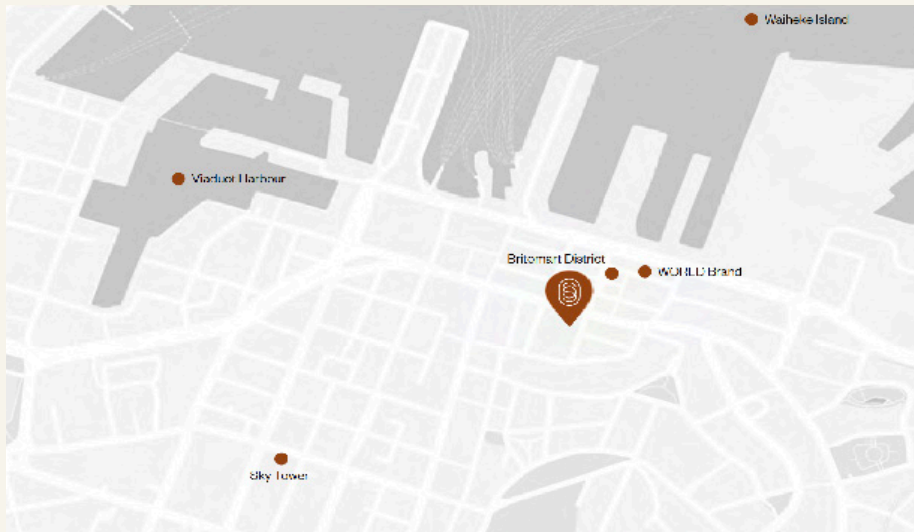 Waiheke Island
Viaduct Harbour
Britomart District
WORLD Brand
Sky Tower